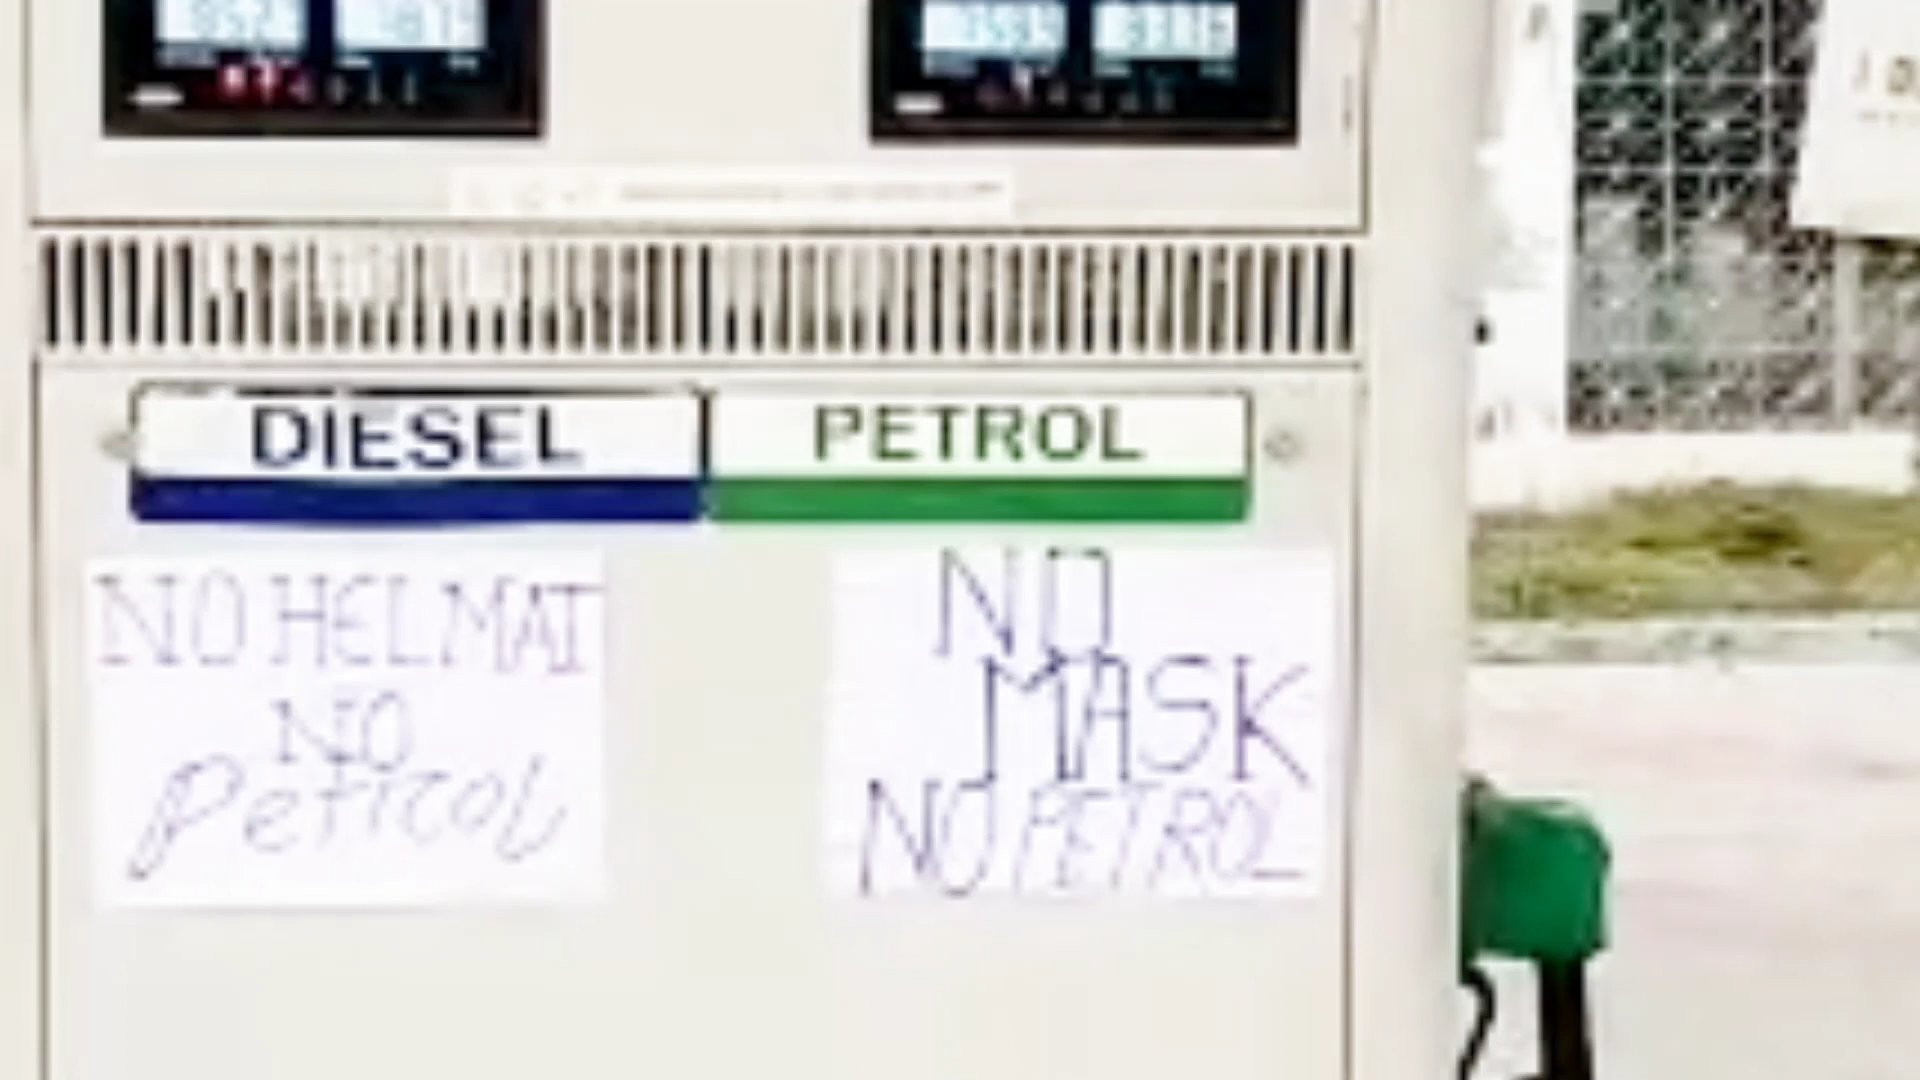 DIESEL
PETROL
NO HELMAT
NO
Petrol
NO
MASK
NO PETROL